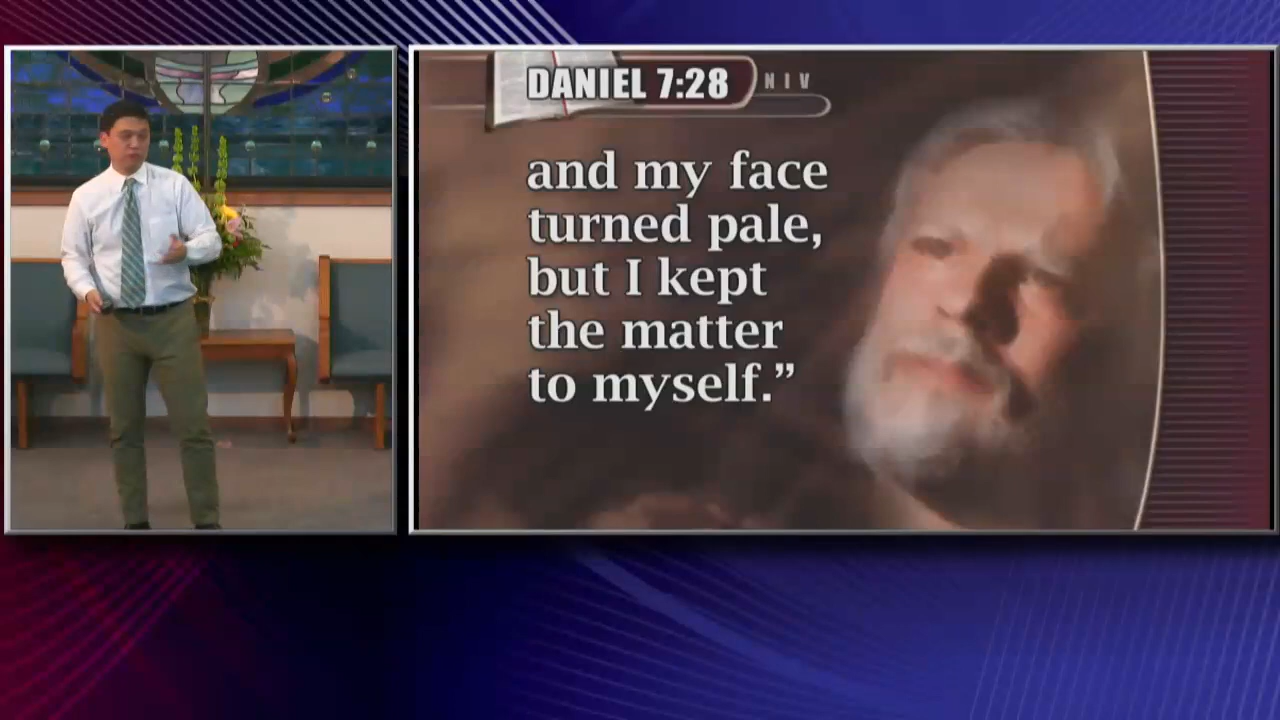 DANIEL 7:28 NIV
and my face
turned pale,
but I kept
the matter
to myself.”